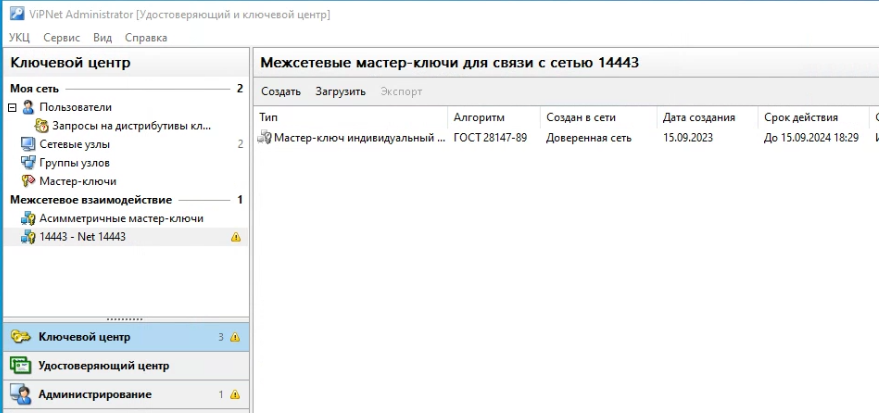 ViPNet Administrator [Удостоверяющий и ключевой центр]
УКЦ Сервис Вид Справка
Ключевой центр
Моя сеть 2
Пользователи
Запросы на дистрибутивы кл...
Сетевые узлы 2
Группы узлов
Мастер-ключи
Межсетевое взаимодействие 1
Асимметричные мастер-ключи
14443 - Net 14443
Ключевой центр 3
Удостоверяющий центр
Администрирование 1
Межсетевые мастер-ключи для связи с сетью 14443
Создать Загрузить Экспорт
Тип Алгоритм Создан в сети Дата создания Срок действия
Мастер-ключ индивидуальный ... ГОСТ 28147-89 Доверенная сеть 15.09.2023 До 15.09.2024 18:29